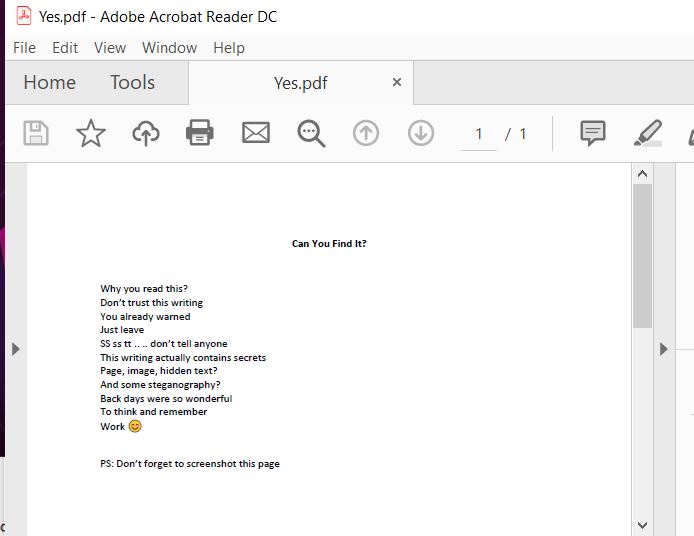 Yes.pdf - Adobe Acrobat Reader DC
File Edit View Window Help
Home Tools Yes.pdf ×
1 / 1
Can You Find It?
Why you read this?
Don't trust this writing
You already warned
Just leave
SS ss tt .. .. don't tell anyone
This writing actually contains secrets
Page, image, hidden text?
And some steganography?
Back days were so wonderful
To think and remember
Work 😊
PS: Don't forget to screenshot this page